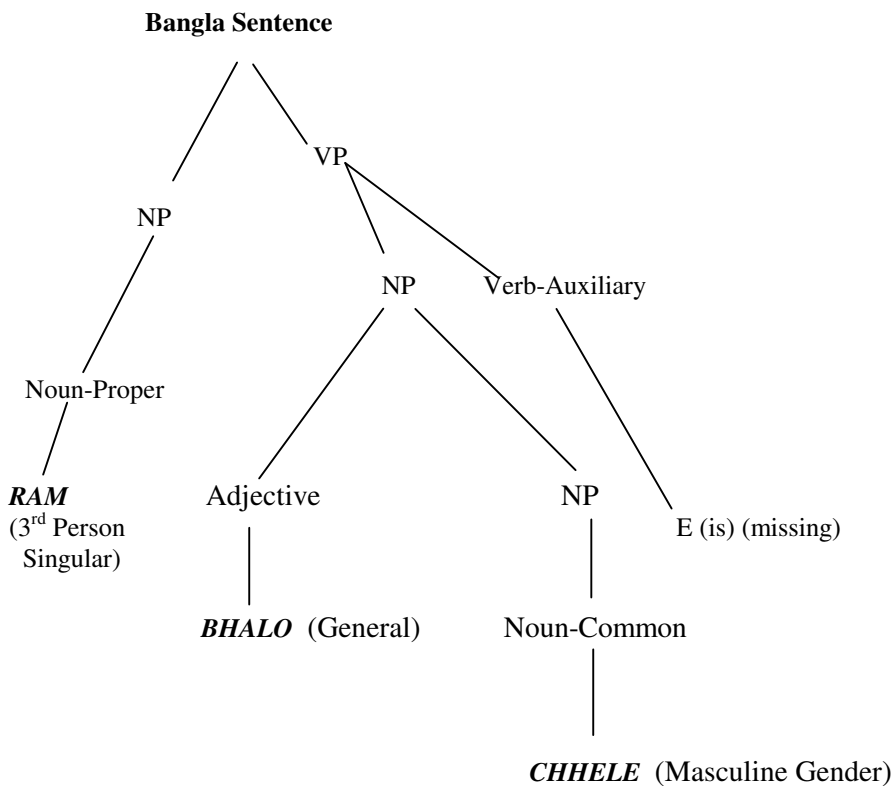 Bangla Sentence
VP
NP
NP
Verb-Auxiliary
Noun-Proper
RAM
(3rd Person
Singular)
Adjective
NP
E (is) (missing)
BHALO (General)
Noun-Common
CHHELE (Masculine Gender)